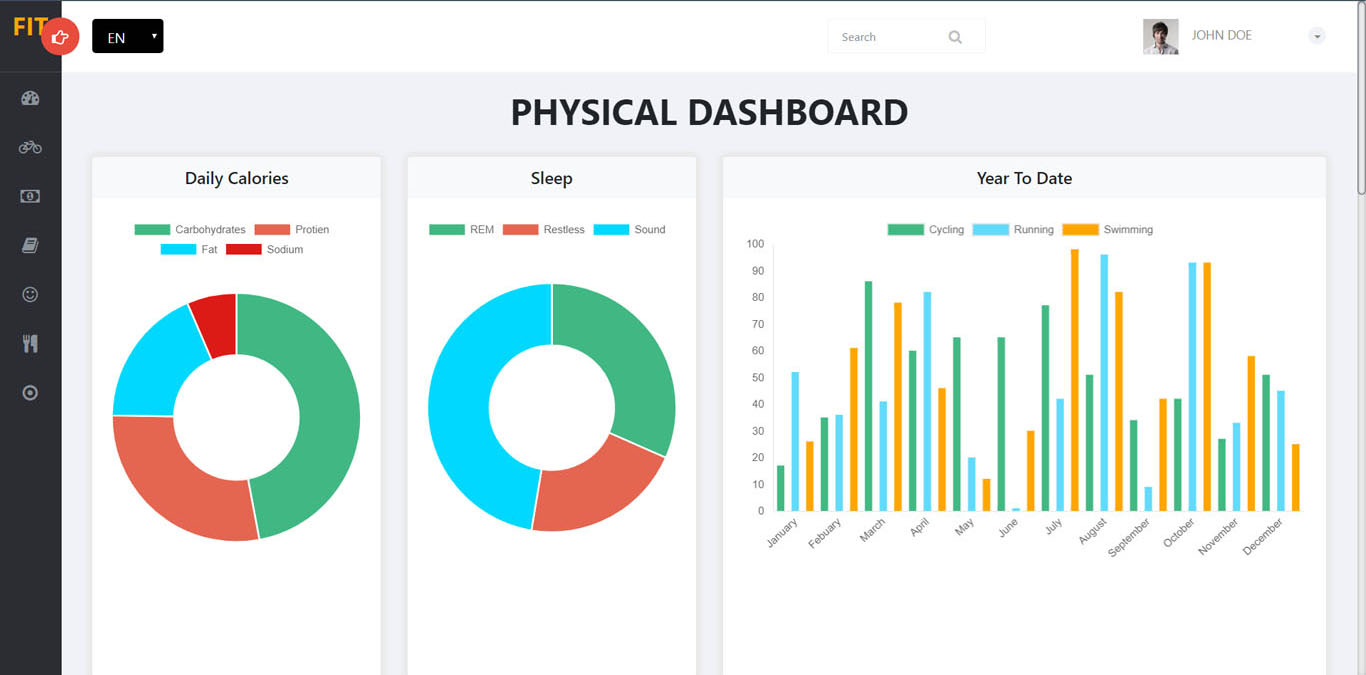 FIT
EN
Search
JOHN DOE
PHYSICAL DASHBOARD
Daily Calories
Carbohydrates Protien
Fat Sodium
Sleep
REM Restless Sound
Year To Date
Cycling Running Swimming
100
90
80
70
60
50
40
30
20
10
0
January Febuary March April May June July August September October November December